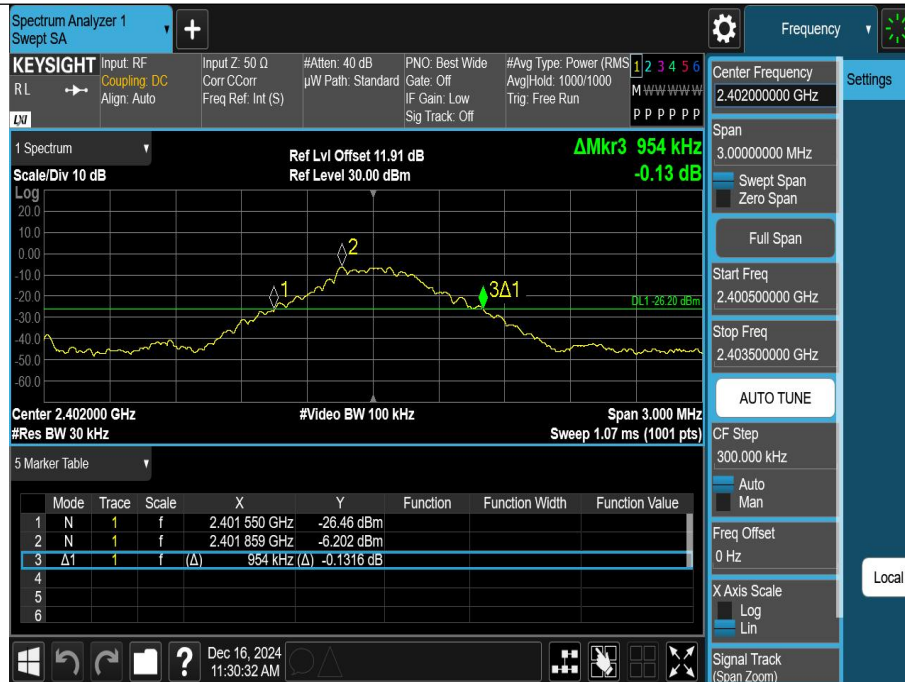 Spectrum Analyzer 1
Swept SA
+
Frequency
KEYSIGHT
RL
LXI
Input: RF
Coupling: DC
Align: Auto
Input Z: 50 Ω
Corr CCorr
Freq Ref: Int (S)
#Atten: 40 dB
µW Path: Standard
PNO: Best Wide
Gate: Off
IF Gain: Low
Sig Track: Off
#Avg Type: Power (RMS
Avg|Hold: 1000/1000
Trig: Free Run
1 2 3 4 5 6
M W W W W W
P P P P P P
1 Spectrum
Scale/Div 10 dB
Ref Lvl Offset 11.91 dB
Ref Level 30.00 dBm
ΔMkr3 954 kHz
-0.13 dB
Log
20.0
10.0
0.00
-10.0
-20.0
-30.0
-40.0
-50.0
-60.0
1
2
3Δ1
DL1 -26.20 dBm
Center 2.402000 GHz
#Video BW 100 kHz
Span 3.000 MHz
#Res BW 30 kHz
Sweep 1.07 ms (1001 pts)
5 Marker Table
Mode Trace Scale X Y Function Function Width Function Value
1 N 1 f 2.401 550 GHz -26.46 dBm
2 N 1 f 2.401 859 GHz -6.202 dBm
3 Δ1 1 f (Δ) 954 kHz (Δ) -0.1316 dB
4
5
6
Dec 16, 2024
11:30:32 AM
?
Center Frequency
2.402000000 GHz
Span
3.00000000 MHz
Swept Span
Zero Span
Full Span
Start Freq
2.400500000 GHz
Stop Freq
2.403500000 GHz
AUTO TUNE
CF Step
300.000 kHz
Auto
Man
Freq Offset
0 Hz
X Axis Scale
Log
Lin
Signal Track
(Span Zoom)
Settings
Local